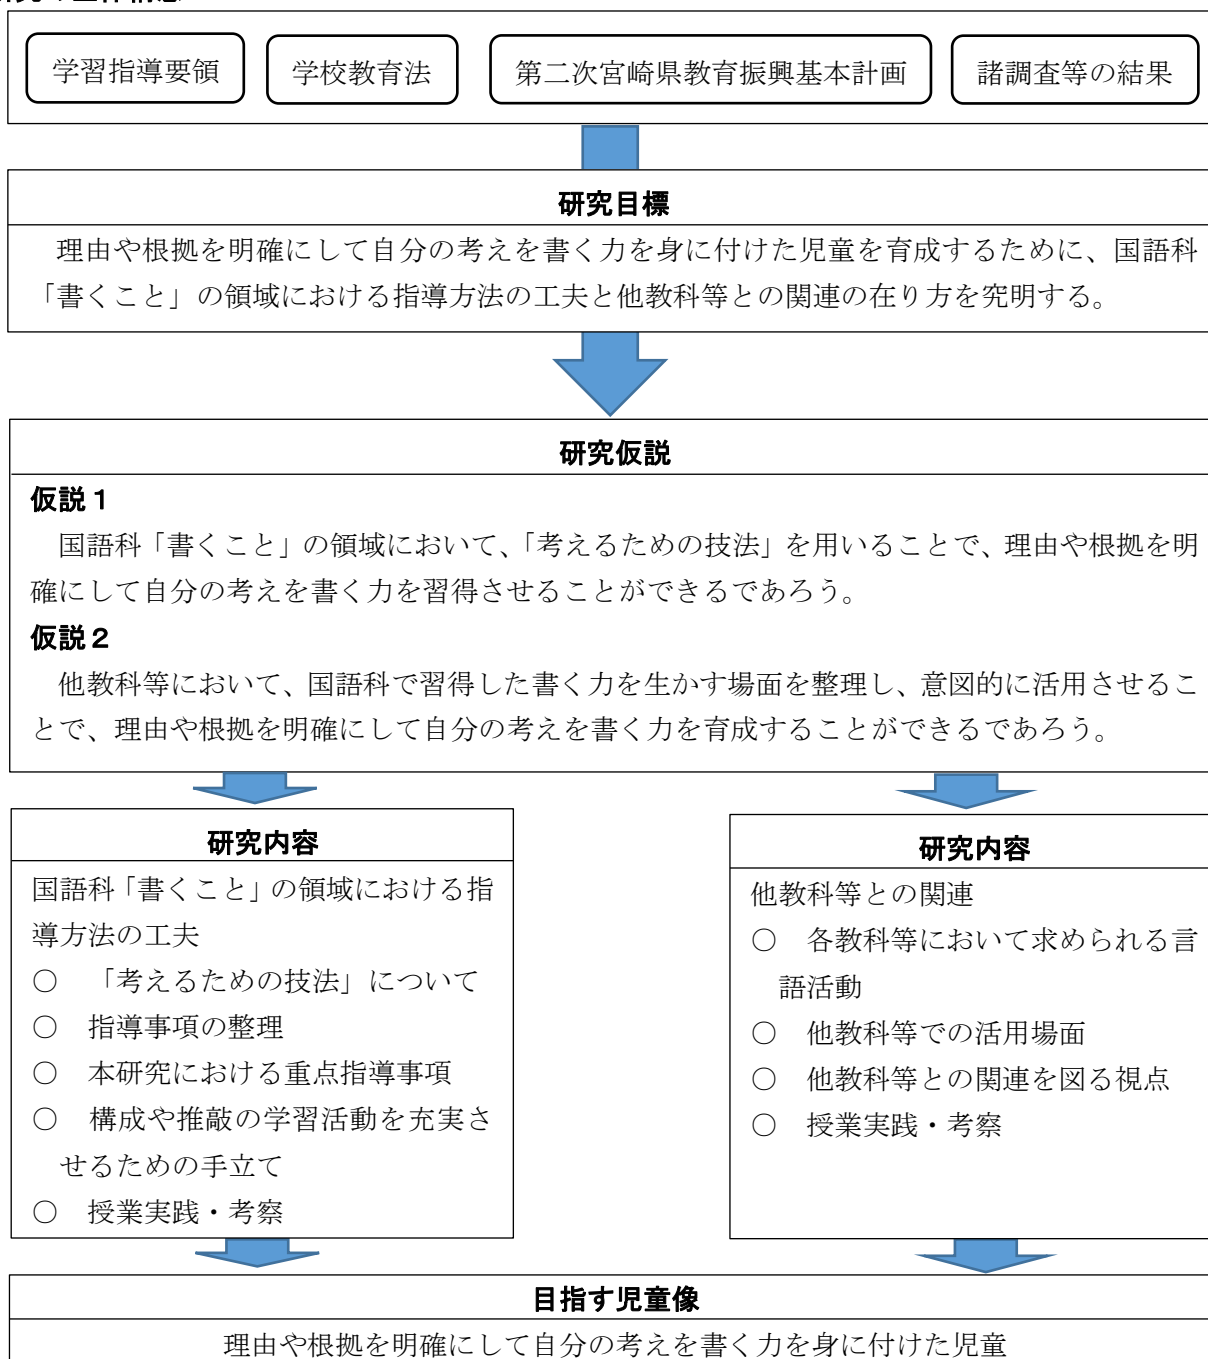 学習指導要領 学校教育法 第二次宮崎県教育振興基本計画 諸調査等の結果
研究目標
理由や根拠を明確にして自分の考えを書く力を身に付けた児童を育成するために、国語科
「書くこと」の領域における指導方法の工夫と他教科等との関連の在り方を究明する。
研究仮説
仮説１
国語科「書くこと」の領域において、「考えるための技法」を用いることで、理由や根拠を明
確にして自分の考えを書く力を習得させることができるであろう。
仮説２
他教科等において、国語科で習得した書く力を生かす場面を整理し、意図的に活用させるこ
とで、理由や根拠を明確にして自分の考えを書く力を育成することができるであろう。
研究内容
国語科「書くこと」の領域における指
導方法の工夫
○ 「考えるための技法」について
○ 指導事項の整理
○ 本研究における重点指導事項
○ 構成や推敲の学習活動を充実さ
せるための手立て
○ 授業実践・考察
研究内容
他教科等との関連
○ 各教科等において求められる言
語活動
○ 他教科等での活用場面
○ 他教科等との関連を図る視点
○ 授業実践・考察
目指す児童像
理由や根拠を明確にして自分の考えを書く力を身に付けた児童